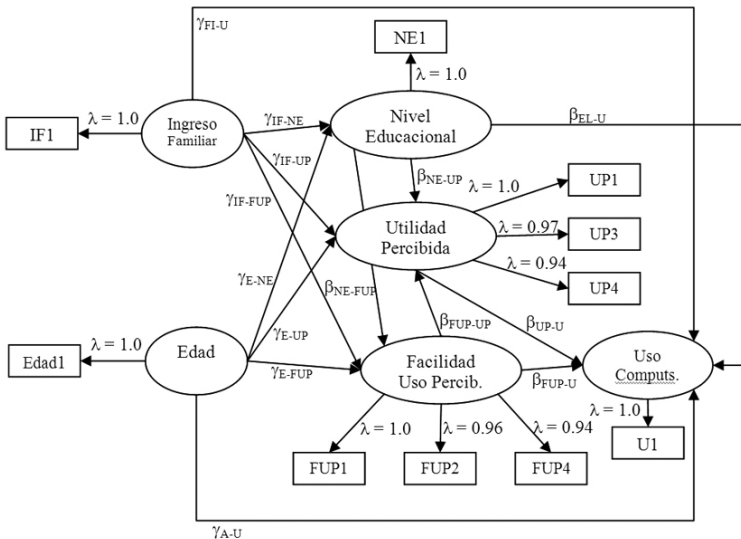 γFI-U
NE1
λ = 1.0
λ = 1.0
IF1
Ingreso
Familiar
γIF-NE
Nivel
Educacional
βEL-U
γIF-UP
βNE-UP
λ = 1.0
UP1
γIF-FUP
Utilidad
Percibida
λ = 0.97
UP3
λ = 0.94
UP4
γE-NE
βNE-FUP
γE-UP
βFUP-UP
βUP-U
λ = 1.0
Edad1
Edad
γE-FUP
Facilidad
Uso Percib.
βFUP-U
Uso
Computs.
λ = 1.0
λ = 1.0
λ = 0.96
λ = 0.94
U1
FUP1
FUP2
FUP4
γA-U